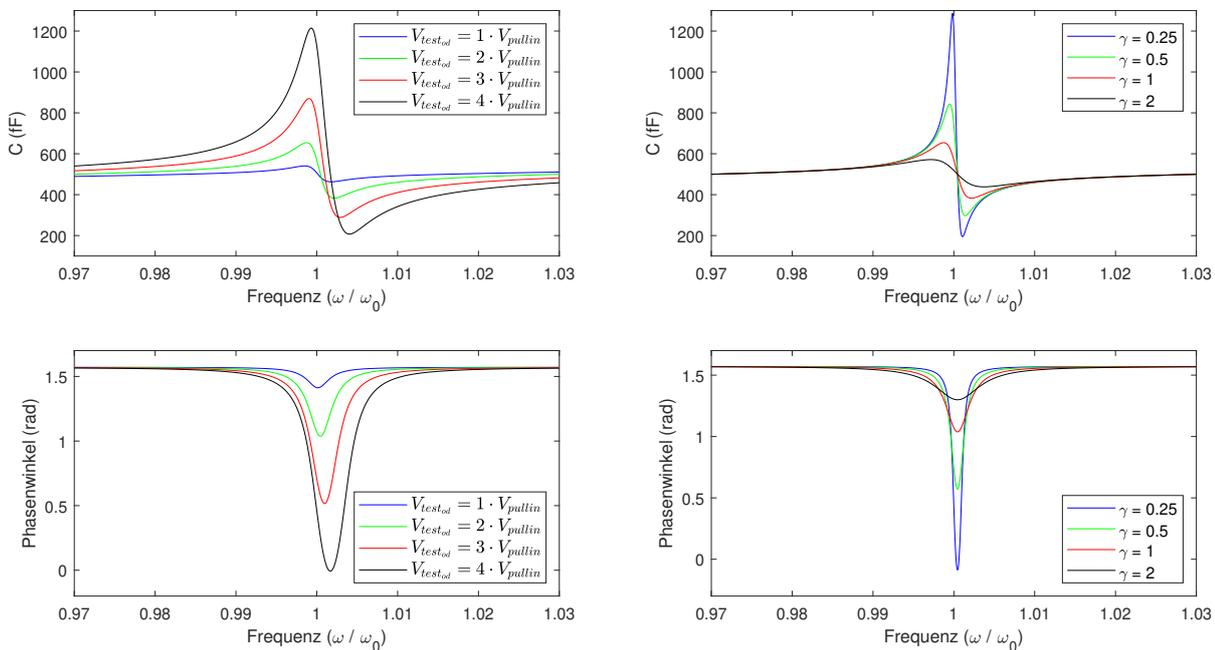 C (fF)
1200
1000
800
600
400
200
0.97 0.98 0.99 1 1.01 1.02 1.03
Frequenz (ω / ω₀)
V_{test_{od}} = 1 · V_{pullin}
V_{test_{od}} = 2 · V_{pullin}
V_{test_{od}} = 3 · V_{pullin}
V_{test_{od}} = 4 · V_{pullin}
C (fF)
1200
1000
800
600
400
200
0.97 0.98 0.99 1 1.01 1.02 1.03
Frequenz (ω / ω₀)
γ = 0.25
γ = 0.5
γ = 1
γ = 2
Phasenwinkel (rad)
1.5
1
0.5
0
0.97 0.98 0.99 1 1.01 1.02 1.03
Frequenz (ω / ω₀)
V_{test_{od}} = 1 · V_{pullin}
V_{test_{od}} = 2 · V_{pullin}
V_{test_{od}} = 3 · V_{pullin}
V_{test_{od}} = 4 · V_{pullin}
Phasenwinkel (rad)
1.5
1
0.5
0
0.97 0.98 0.99 1 1.01 1.02 1.03
Frequenz (ω / ω₀)
γ = 0.25
γ = 0.5
γ = 1
γ = 2